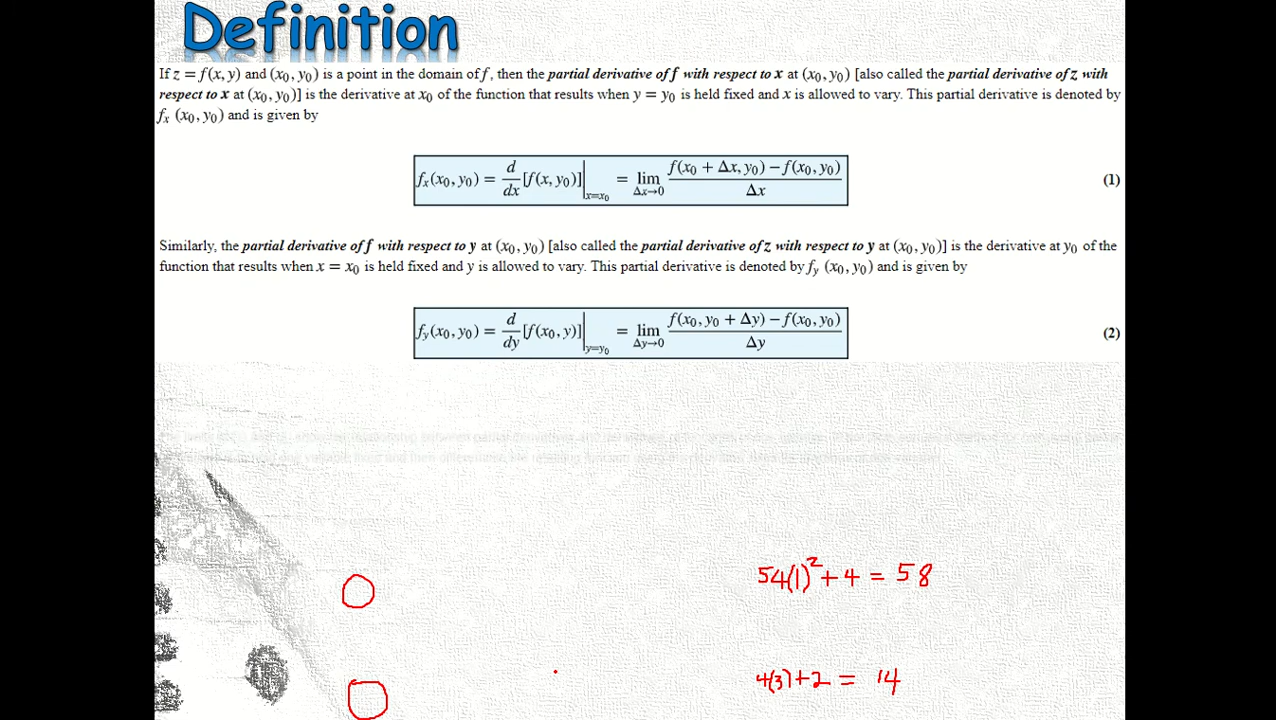 Definition
If z = f(x, y) and (x₀, y₀) is a point in the domain of f, then the partial derivative of f with respect to x at (x₀, y₀) [also called the partial derivative of z with
respect to x at (x₀, y₀)] is the derivative at x₀ of the function that results when y = y₀ is held fixed and x is allowed to vary. This partial derivative is denoted by
fₓ (x₀, y₀) and is given by
fₓ(x₀, y₀) = d/dx [f(x, y₀)]|ₓ₌ₓ₀ = lim Δx→0 (f(x₀ + Δx, y₀) − f(x₀, y₀))/Δx (1)
Similarly, the partial derivative of f with respect to y at (x₀, y₀) [also called the partial derivative of z with respect to y at (x₀, y₀)] is the derivative at y₀ of the
function that results when x = x₀ is held fixed and y is allowed to vary. This partial derivative is denoted by f_y (x₀, y₀) and is given by
f_y(x₀, y₀) = d/dy [f(x₀, y)]|_y=y₀ = lim Δy→0 (f(x₀, y₀ + Δy) − f(x₀, y₀))/Δy (2)
54(1)² + 4 = 58
4(3) + 2 = 14